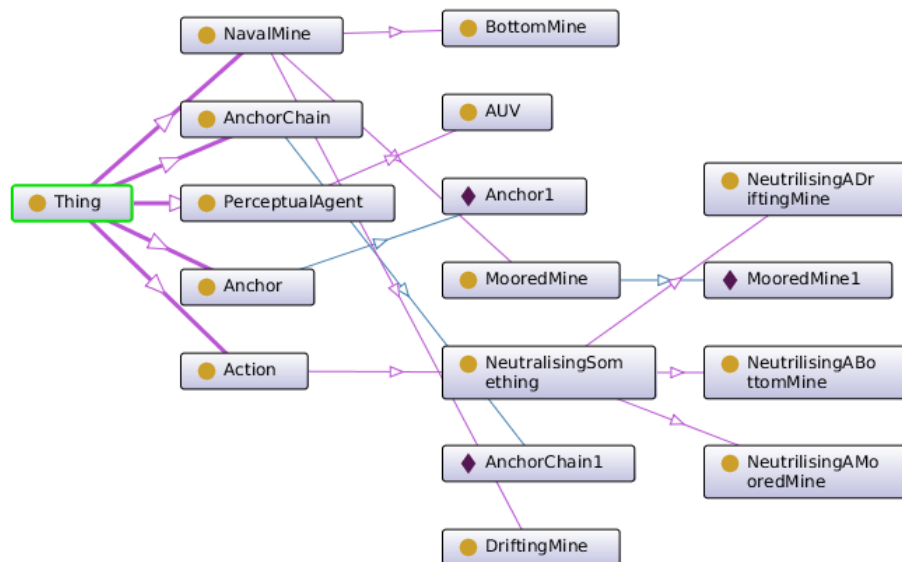 NavalMine
BottomMine
AUV
AnchorChain
NeutrilisingADr
iftingMine
Thing
PerceptualAgent
Anchor1
Anchor
MooredMine
MooredMine1
Action
NeutralisingSom
ething
NeutrilisingABo
ttomMine
AnchorChain1
NeutrilisingAMo
oredMine
DriftingMine